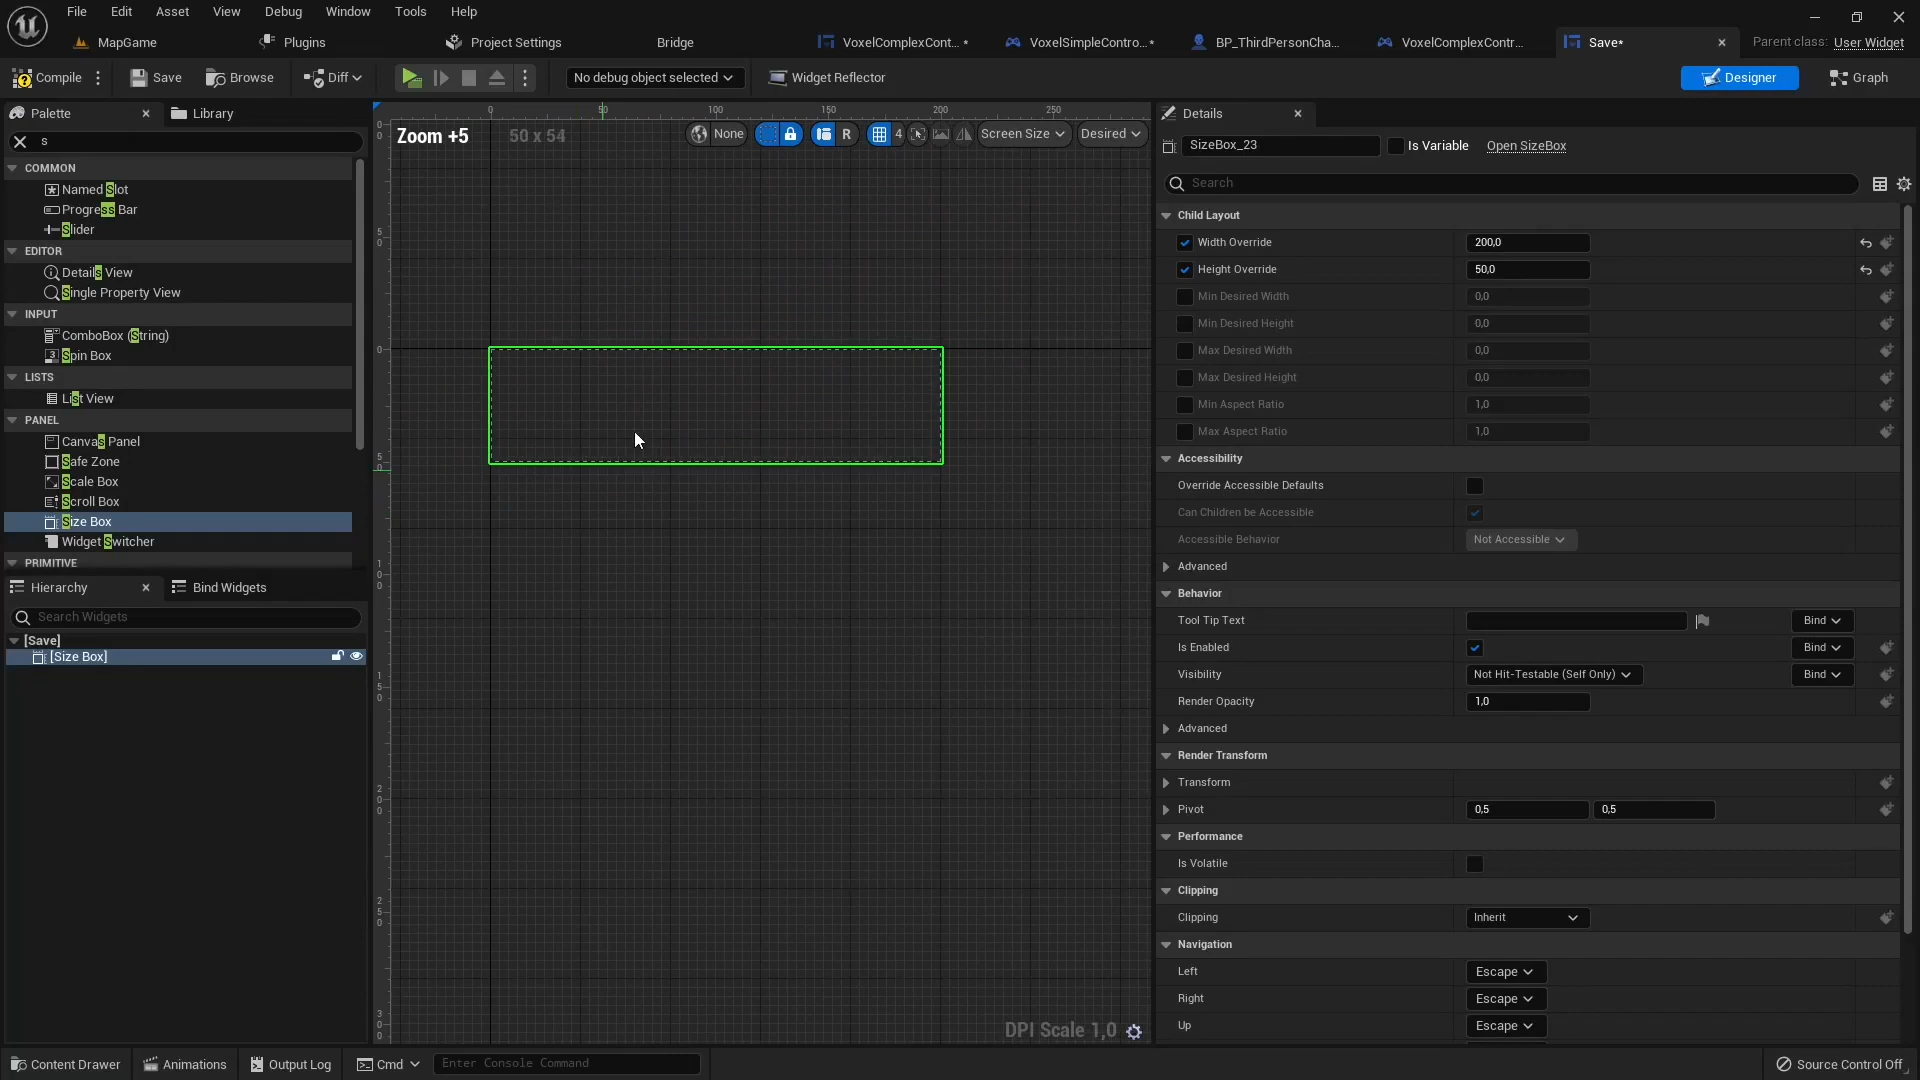 File Edit Asset View Debug Window Tools Help
MapGame Plugins Project Settings Bridge VoxelComplexCont... * VoxelSimpleContro... * BP_ThirdPersonCha... VoxelComplexContr... Save* Parent class: User Widget
Compile Save Browse Diff No debug object selected Widget Reflector Designer Graph
Palette Library
s
COMMON
Named Slot
Progress Bar
Slider
EDITOR
Details View
Single Property View
INPUT
ComboBox (String)
Spin Box
LISTS
List View
PANEL
Canvas Panel
Safe Zone
Scale Box
Scroll Box
Size Box
Widget Switcher
PRIMITIVE
Hierarchy Bind Widgets
Search Widgets
[Save]
[Size Box]
0 50 100 150 200 250
Zoom +5 50 x 54 None R 4 Screen Size Desired
0
50
0
50
100
150
200
250
300
DPI Scale 1,0
Details
SizeBox_23 Is Variable Open SizeBox
Search
Child Layout
Width Override 200,0
Height Override 50,0
Min Desired Width 0,0
Min Desired Height 0,0
Max Desired Width 0,0
Max Desired Height 0,0
Min Aspect Ratio 1,0
Max Aspect Ratio 1,0
Accessibility
Override Accessible Defaults
Can Children be Accessible
Accessible Behavior Not Accessible
Advanced
Behavior
Tool Tip Text Bind
Is Enabled Bind
Visibility Not Hit-Testable (Self Only) Bind
Render Opacity 1,0
Advanced
Render Transform
Transform
Pivot 0,5 0,5
Performance
Is Volatile
Clipping
Clipping Inherit
Navigation
Left Escape
Right Escape
Up Escape
Content Drawer Animations Output Log Cmd Enter Console Command Source Control Off